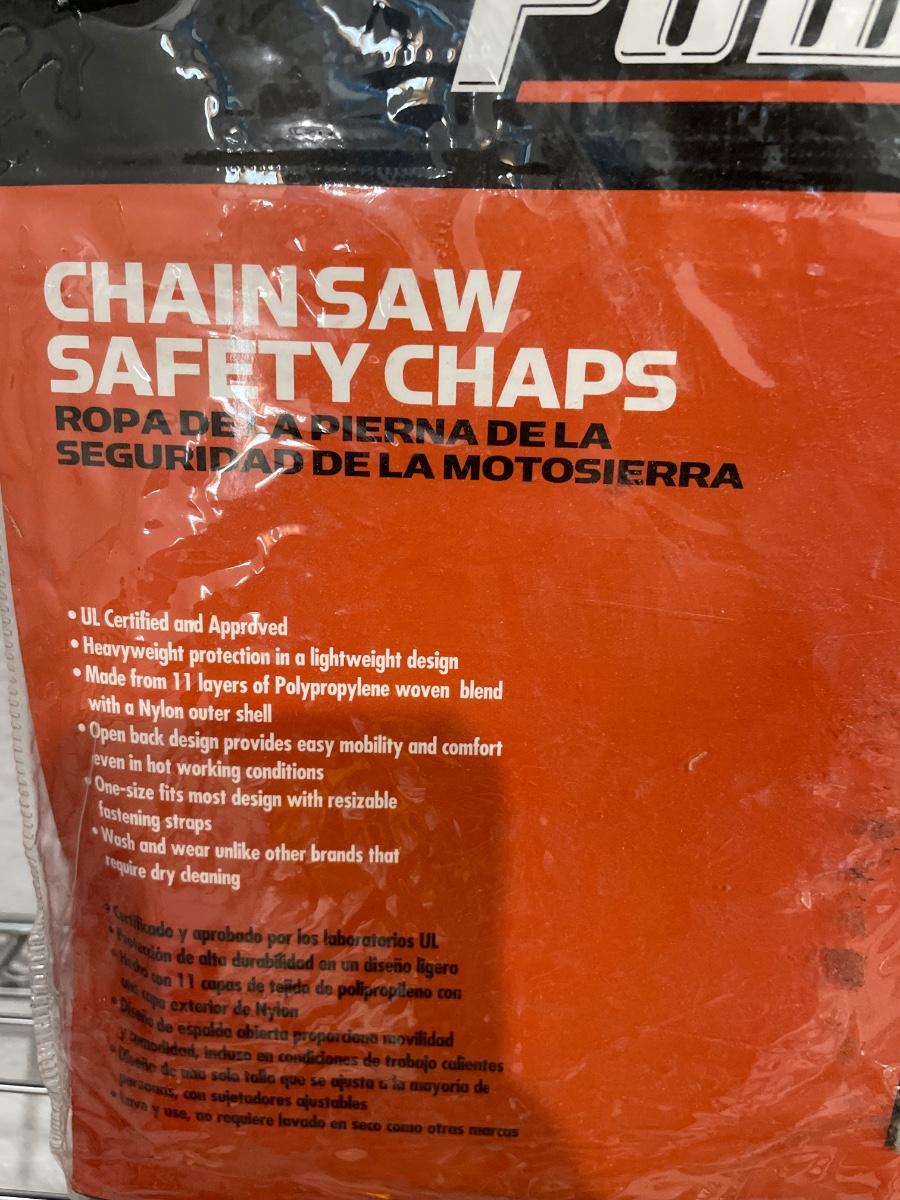 CHAIN SAW
SAFETY CHAPS
ROPA DE LA PIERNA DE LA
SEGURIDAD DE LA MOTOSIERRA
• UL Certified and Approved
• Heavyweight protection in a lightweight design
• Made from 11 layers of Polypropylene woven blend
with a Nylon outer shell
• Open back design provides easy mobility and comfort
even in hot working conditions
• One-size fits most design with resizable
fastening straps
• Wash and wear unlike other brands that
require dry cleaning
• Certificado y aprobado por los laboratorios UL
• Protección de alta durabilidad en un diseño ligero
• Hecho con 11 capas de tejido de polipropileno con
una capa exterior de Nylon
• Diseño de espalda abierta proporciona movilidad
y comodidad, incluso en condiciones de trabajo calientes
• Diseño de una sola talla que se ajusta a la mayoría de
personas, con sujetadores ajustables
• Lave y use, no requiere lavado en seco como otras marcas